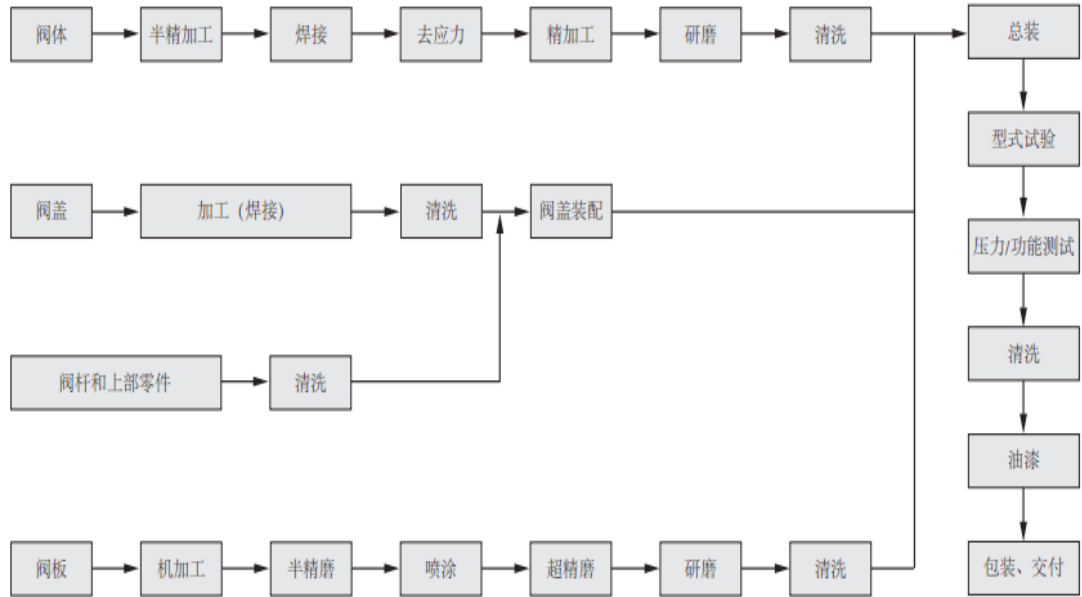 阀体
半精加工
焊接
去应力
精加工
研磨
清洗
总装
型式试验
阀盖
加工 (焊接)
清洗
阀盖装配
压力/功能测试
阀杆和上部零件
清洗
清洗
油漆
阀板
机加工
半精磨
喷涂
超精磨
研磨
清洗
包装、交付